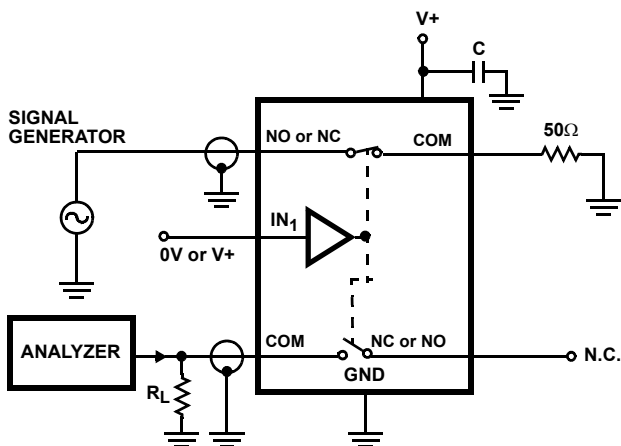 V+
C
SIGNAL
GENERATOR
NO or NC
COM
50Ω
IN1
0V or V+
ANALYZER
COM
NC or NO
N.C.
GND
RL